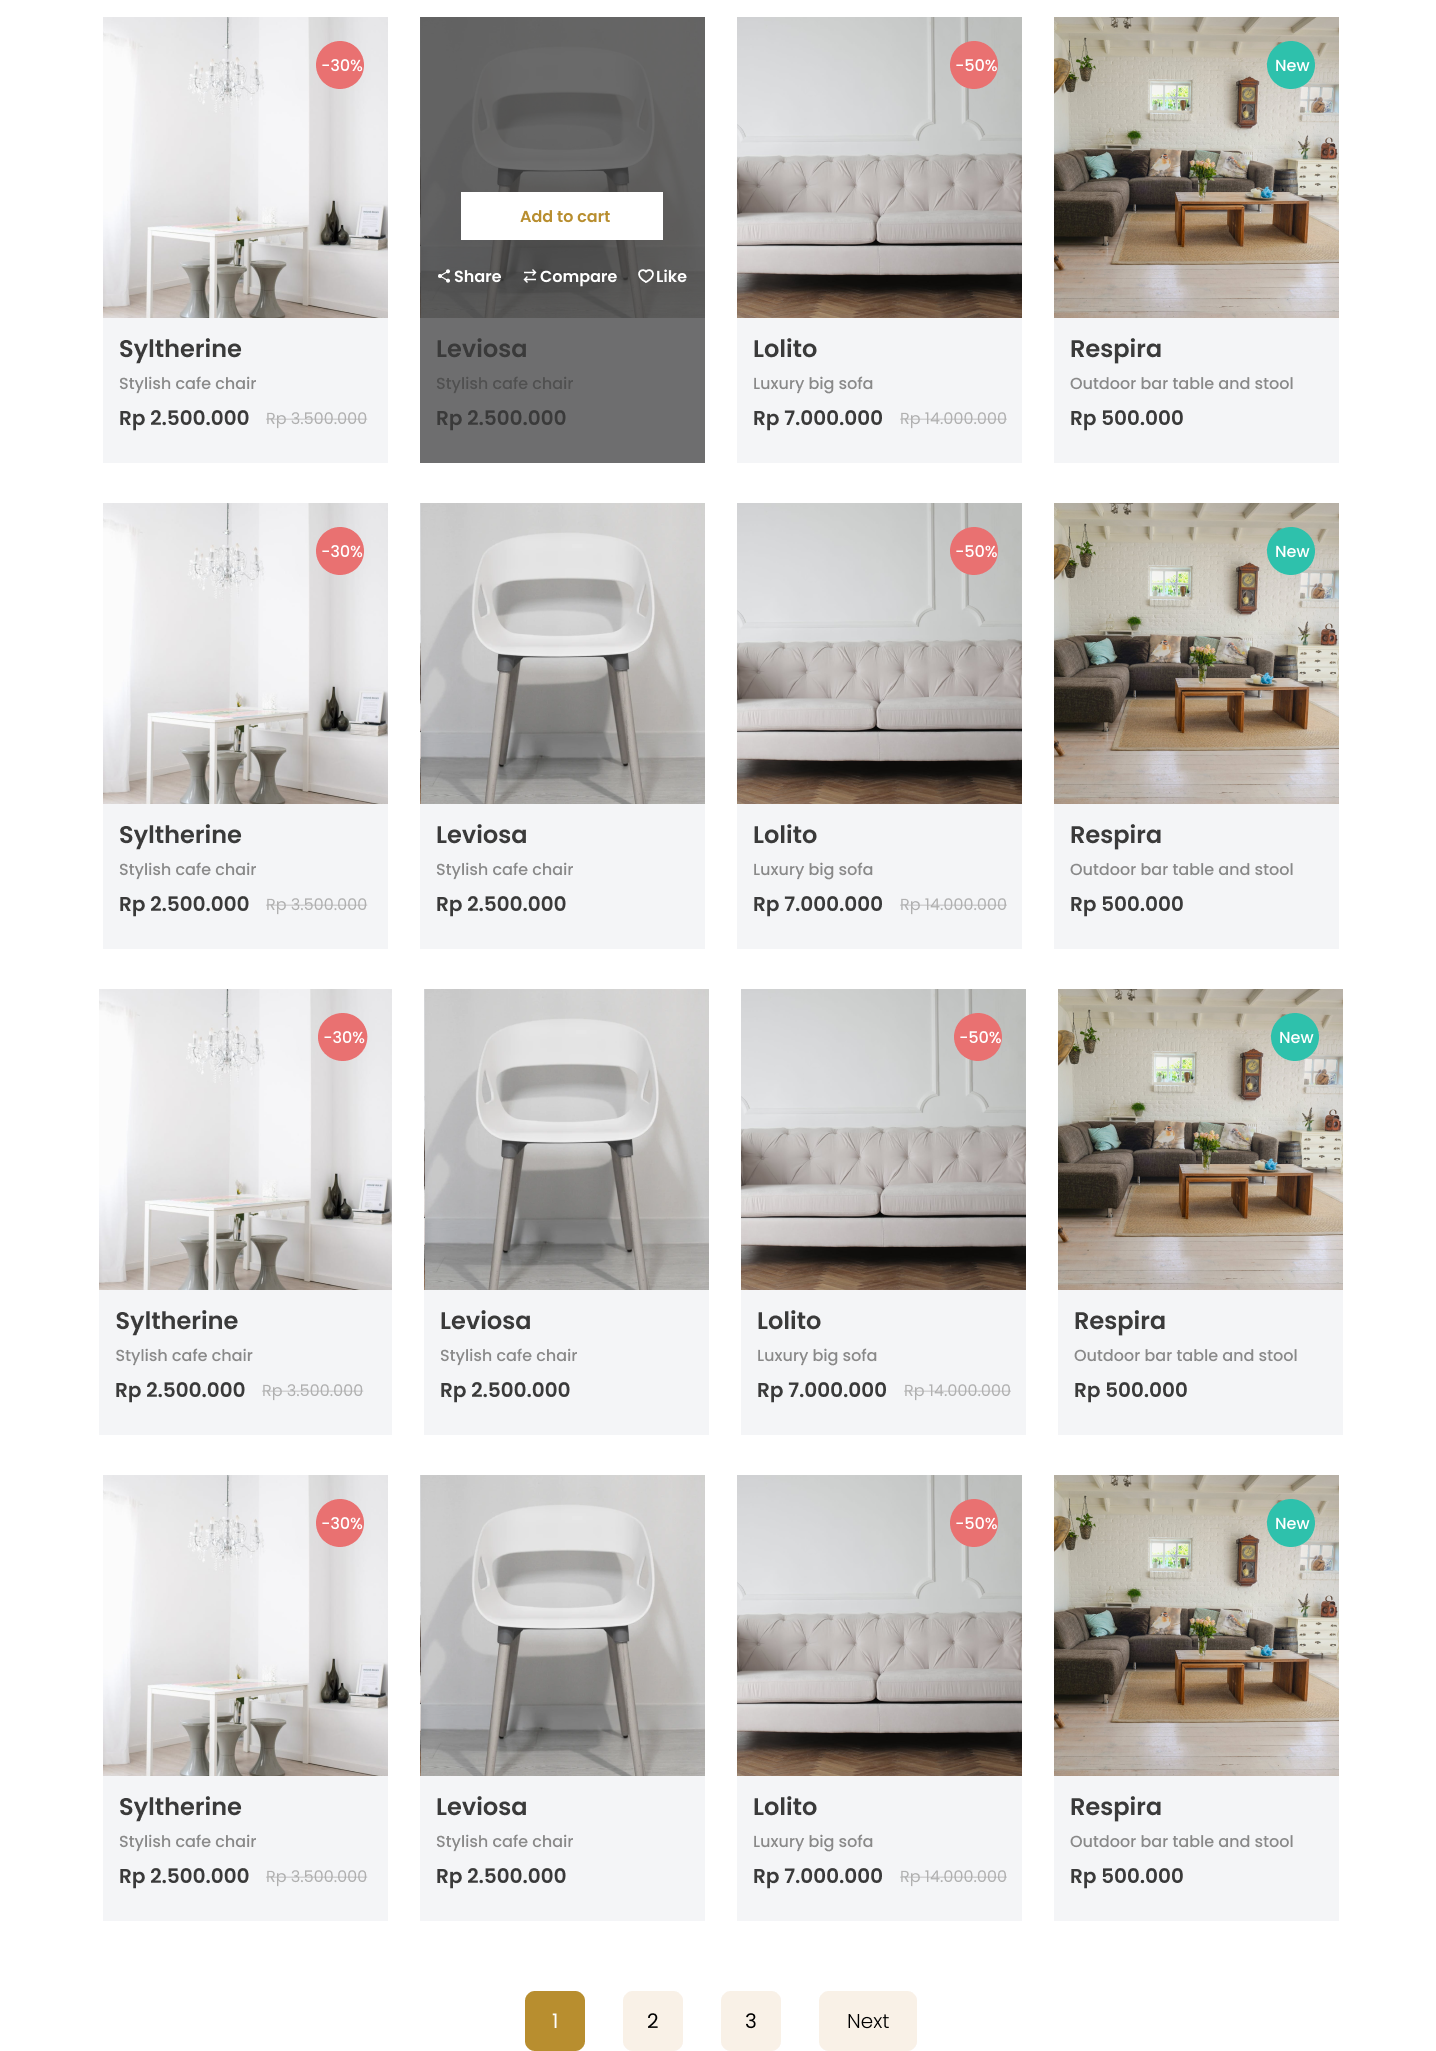 -30%
-50%
New
Add to cart
Share Compare Like
Syltherine
Stylish cafe chair
Rp 2.500.000 Rp 3.500.000
Leviosa
Stylish cafe chair
Rp 2.500.000
Lolito
Luxury big sofa
Rp 7.000.000 Rp 14.000.000
Respira
Outdoor bar table and stool
Rp 500.000
-30%
-50%
New
Syltherine
Stylish cafe chair
Rp 2.500.000 Rp 3.500.000
Leviosa
Stylish cafe chair
Rp 2.500.000
Lolito
Luxury big sofa
Rp 7.000.000 Rp 14.000.000
Respira
Outdoor bar table and stool
Rp 500.000
-30%
-50%
New
Syltherine
Stylish cafe chair
Rp 2.500.000 Rp 3.500.000
Leviosa
Stylish cafe chair
Rp 2.500.000
Lolito
Luxury big sofa
Rp 7.000.000 Rp 14.000.000
Respira
Outdoor bar table and stool
Rp 500.000
-30%
-50%
New
Syltherine
Stylish cafe chair
Rp 2.500.000 Rp 3.500.000
Leviosa
Stylish cafe chair
Rp 2.500.000
Lolito
Luxury big sofa
Rp 7.000.000 Rp 14.000.000
Respira
Outdoor bar table and stool
Rp 500.000
1 2 3 Next